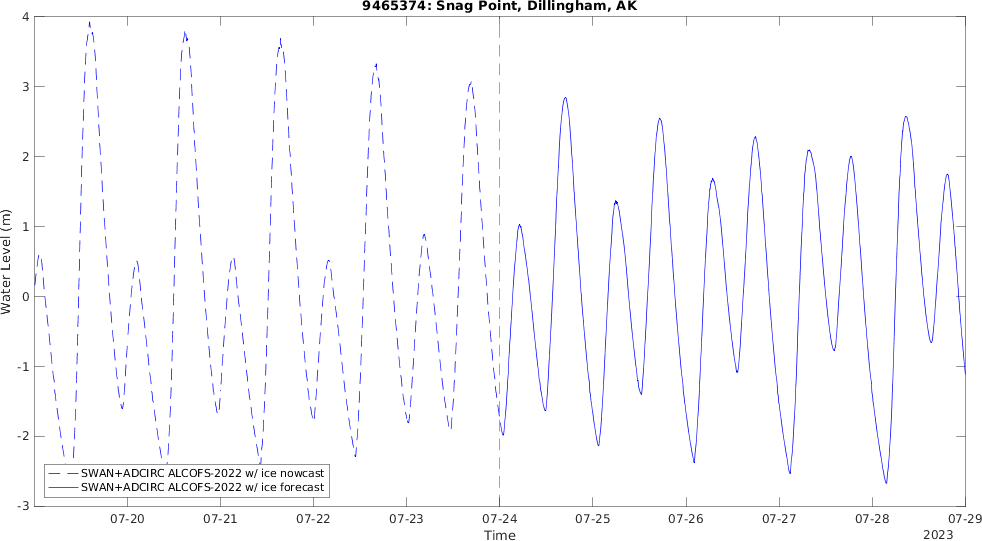 9465374: Snag Point, Dillingham, AK
4
3
2
1
0
-1
-2
-3
Water Level (m)
SWAN+ADCIRC ALCOFS-2022 w/ ice nowcast
SWAN+ADCIRC ALCOFS-2022 w/ ice forecast
07-20 07-21 07-22 07-23 07-24 07-25 07-26 07-27 07-28 07-29
Time
2023